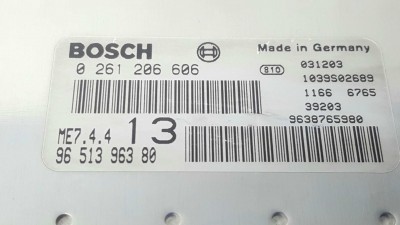 BOSCH
Made in Germany
0 261 206 606
810
031203
1039S02689
1166 6765
39203
9638765980
ME7.4.4 13
96 513 963 80